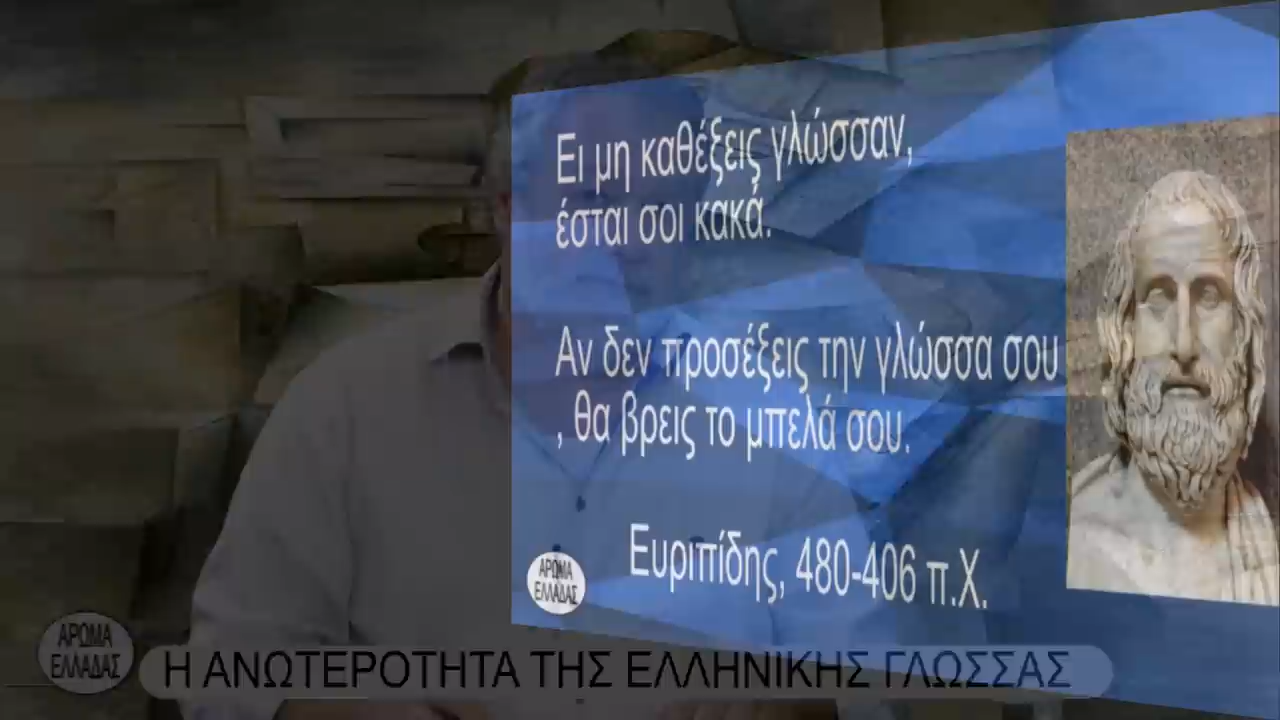 Ει μη καθέξεις γλώσσαν,
έσται σοι κακά.
Αν δεν προσέξεις την γλώσσα σου
, θα βρεις το μπελά σου.
Ευριπίδης, 480-406 π.Χ.
ΑΡΩΜΑ
ΕΛΛΑΔΑΣ
ΑΡΩΜΑ
ΕΛΛΑΔΑΣ
Η ΑΝΩΤΕΡΟΤΗΤΑ ΤΗΣ ΕΛΛΗΝΙΚΗΣ ΓΛΩΣΣΑΣ